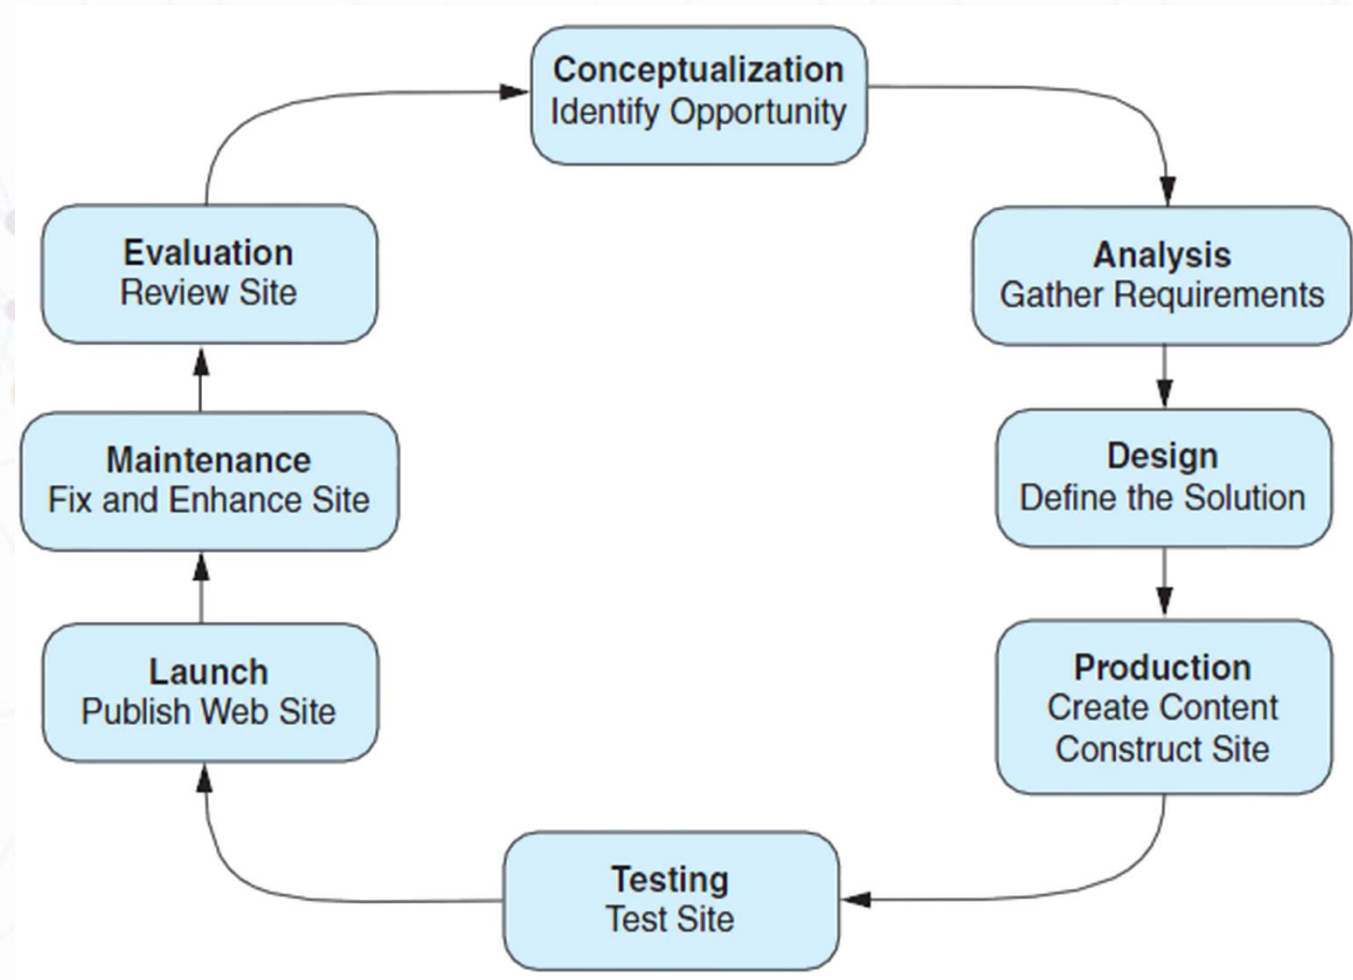 Conceptualization
Identify Opportunity
Analysis
Gather Requirements
Design
Define the Solution
Production
Create Content
Construct Site
Testing
Test Site
Launch
Publish Web Site
Maintenance
Fix and Enhance Site
Evaluation
Review Site